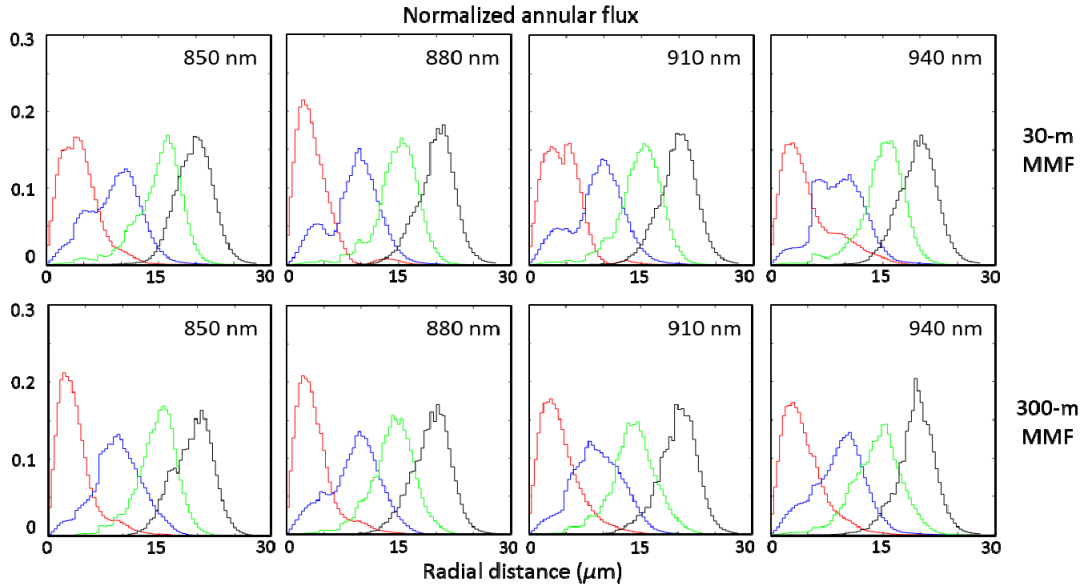 Normalized annular flux
0.3
0.2
0.1
0
850 nm
880 nm
910 nm
940 nm
30-m
MMF
0 15 30 0 15 30 0 15 30 0 15 30
0.3
0.2
0.1
0
850 nm
880 nm
910 nm
940 nm
300-m
MMF
0 15 30 0 15 30 0 15 30 0 15 30
Radial distance (μm)